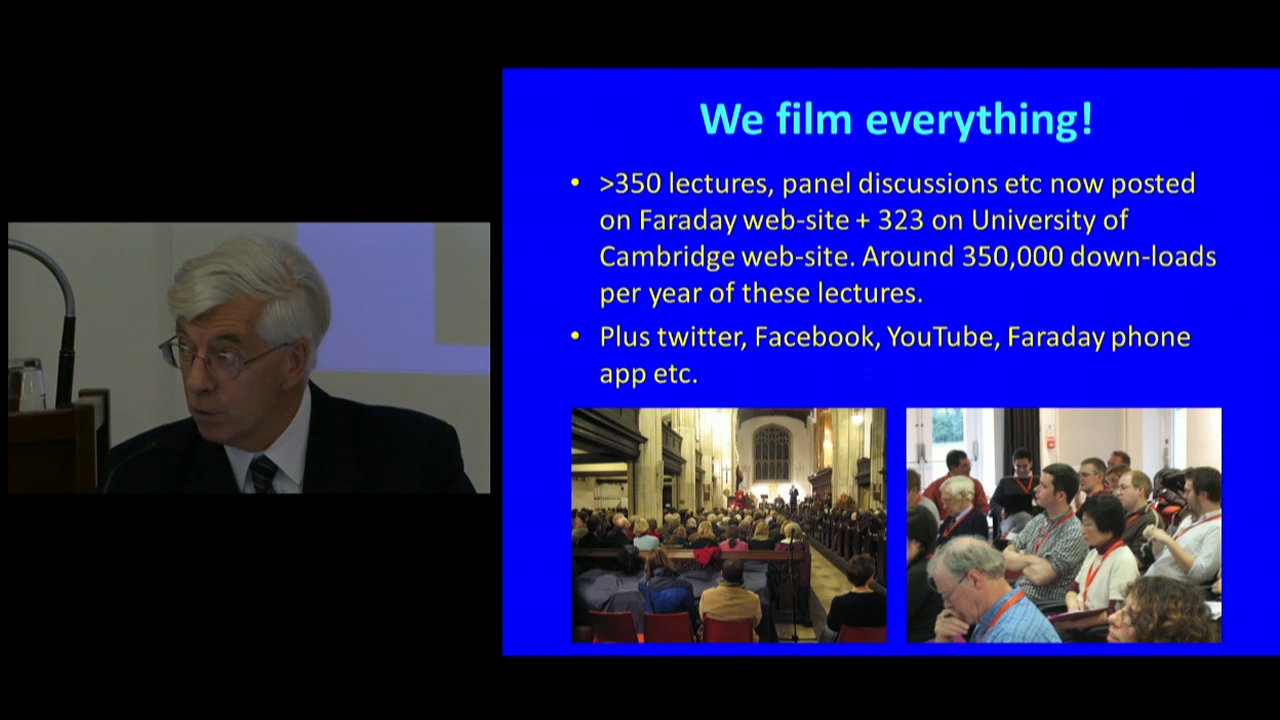 We film everything!
• >350 lectures, panel discussions etc now posted
on Faraday web-site + 323 on University of
Cambridge web-site. Around 350,000 down-loads
per year of these lectures.
• Plus twitter, Facebook, YouTube, Faraday phone
app etc.